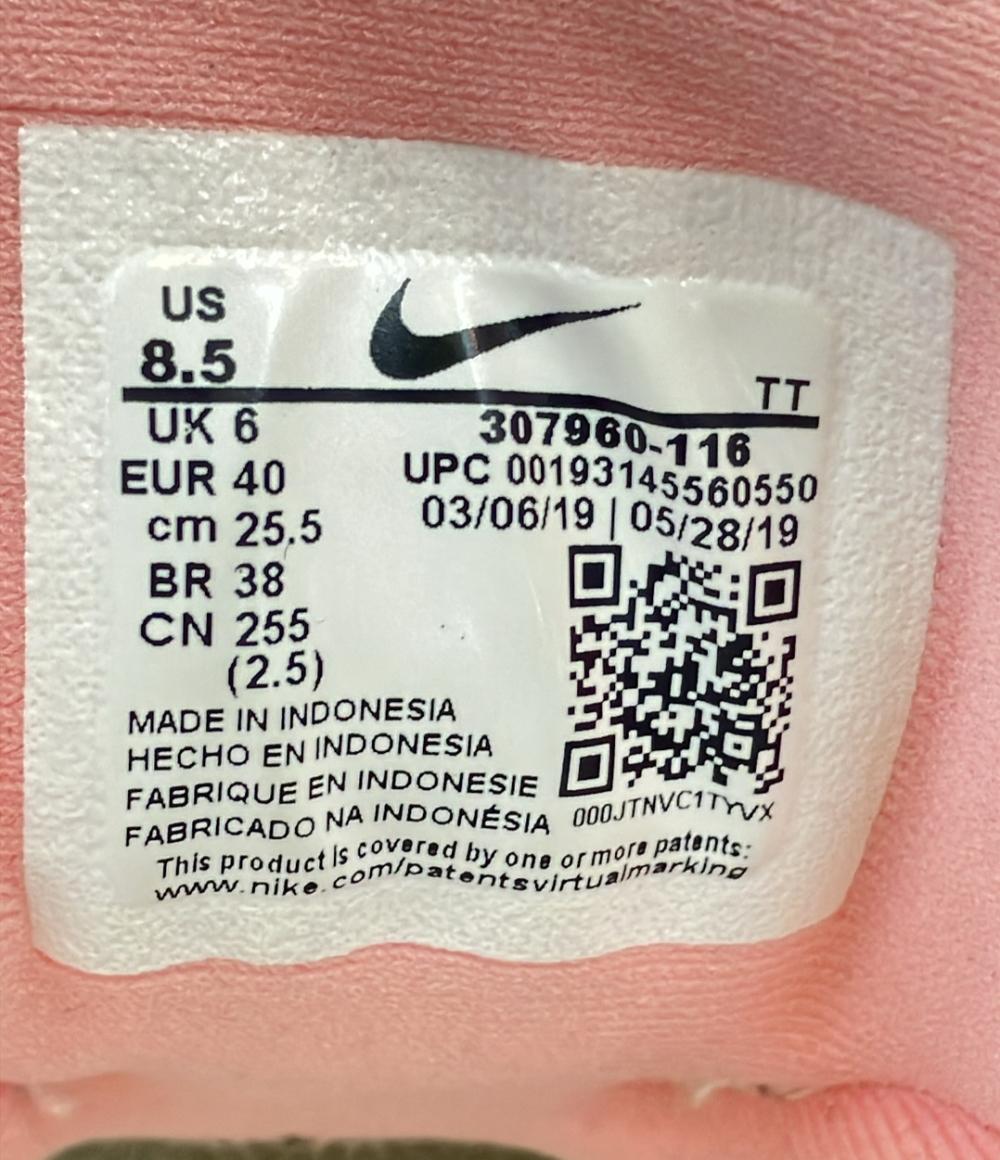 US
8.5
TT
UK 6
307960-116
EUR 40
UPC 00193145560550
cm 25.5
03/06/19 | 05/28/19
BR 38
CN 255
(2.5)
MADE IN INDONESIA
HECHO EN INDONESIA
FABRIQUE EN INDONESIE
FABRICADO NA INDONÉSIA
000JTNVC1TYVX
This product is covered by one or more patents:
www.nike.com/patentsvirtualmarking